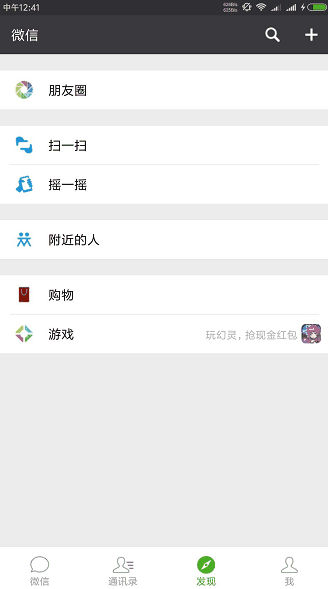 中午12:41
微信
朋友圈
扫一扫
摇一摇
附近的人
购物
游戏 玩幻灵，抢现金红包
微信 通讯录 发现 我